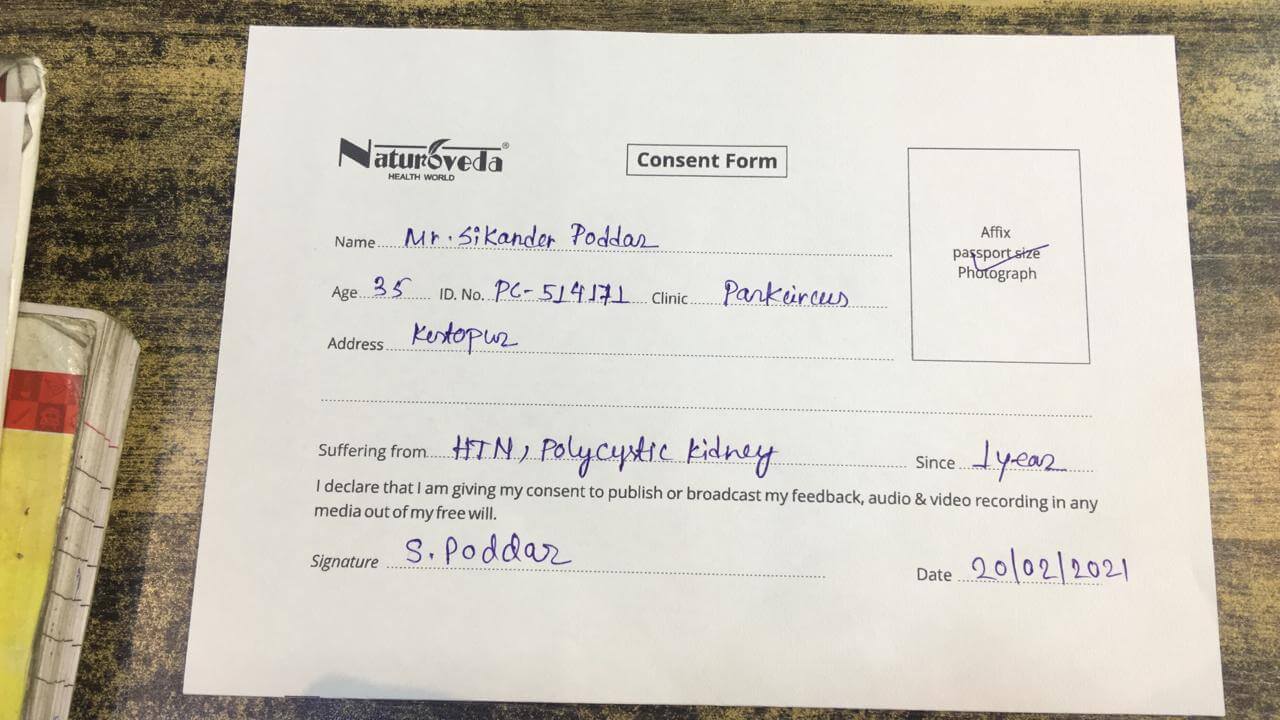 Naturoveda®
HEALTH WORLD
Consent Form
Affix
passport size
Photograph
Name Mr. Sikander Poddar
Age 35 ID. No. PC-514171 Clinic Parkcircus
Address Kestopur
Suffering from HTN, Polycystic kidney Since 1 year
I declare that I am giving my consent to publish or broadcast my feedback, audio & video recording in any
media out of my free will.
Signature S. Poddar Date 20/02/2021